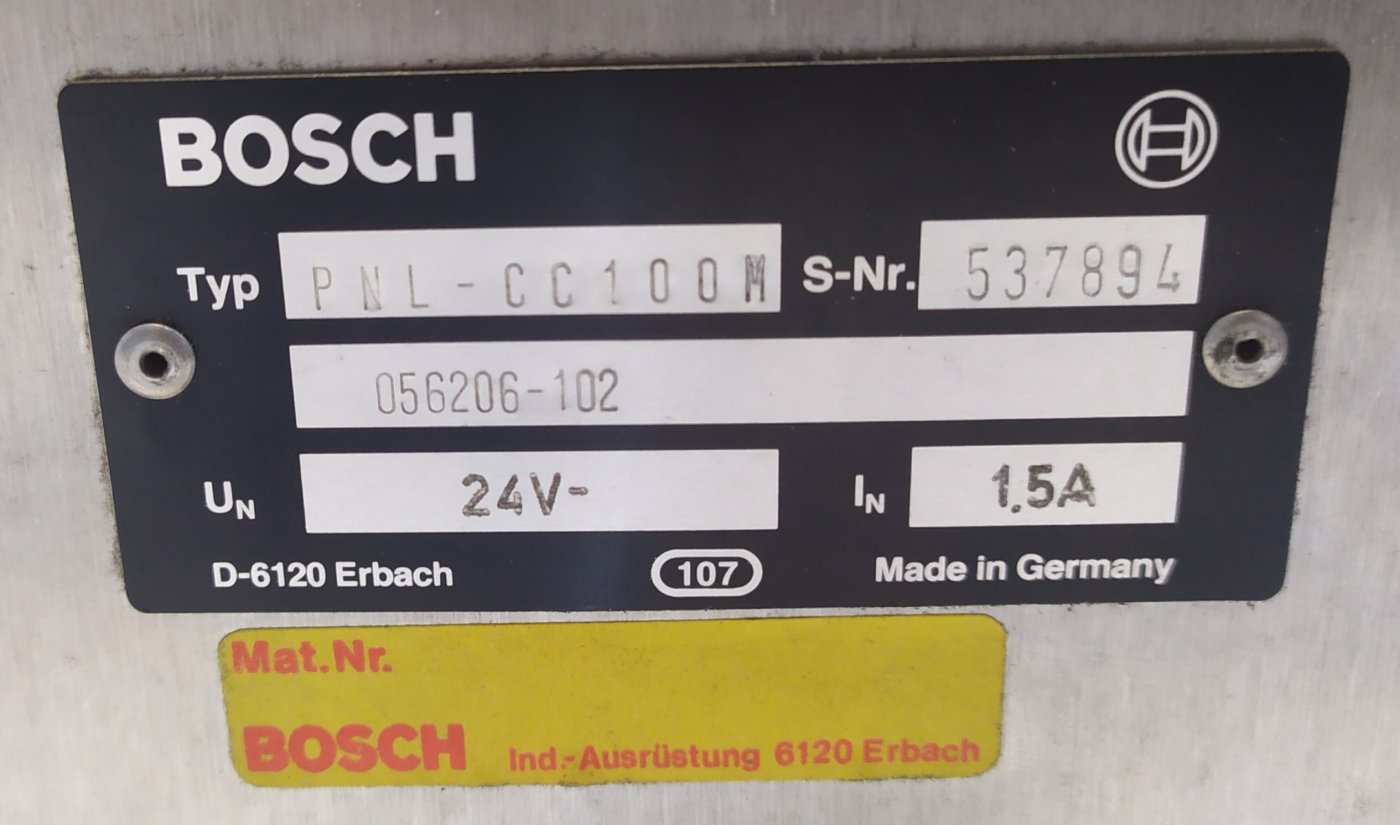 BOSCH
Typ PNL-CC100M S-Nr. 537894
056206-102
UN 24V- IN 1.5A
D-6120 Erbach 107 Made in Germany
Mat.Nr.
BOSCH Ind.-Ausrüstung 6120 Erbach